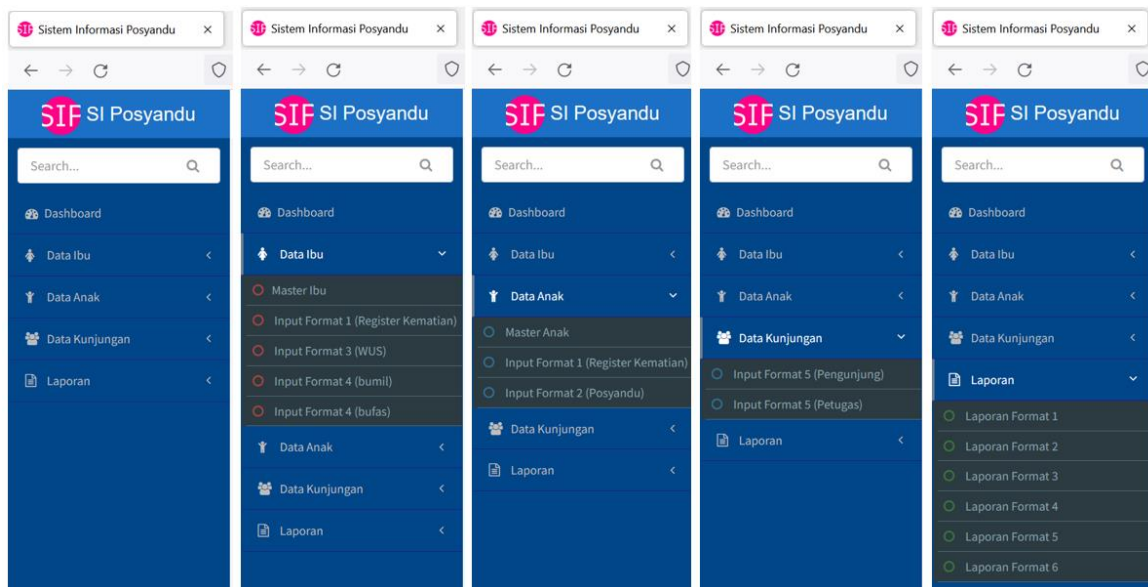 SIF Sistem Informasi Posyandu
SIF SI Posyandu
Search...
Dashboard
Data Ibu
Data Anak
Data Kunjungan
Laporan
SIF Sistem Informasi Posyandu
SIF SI Posyandu
Search...
Dashboard
Data Ibu
Master Ibu
Input Format 1 (Register Kematian)
Input Format 3 (WUS)
Input Format 4 (bumil)
Input Format 4 (bufas)
Data Anak
Data Kunjungan
Laporan
SIF Sistem Informasi Posyandu
SIF SI Posyandu
Search...
Dashboard
Data Ibu
Data Anak
Master Anak
Input Format 1 (Register Kematian)
Input Format 2 (Posyandu)
Data Kunjungan
Laporan
SIF Sistem Informasi Posyandu
SIF SI Posyandu
Search...
Dashboard
Data Ibu
Data Anak
Data Kunjungan
Input Format 5 (Pengunjung)
Input Format 5 (Petugas)
Laporan
SIF Sistem Informasi Posyandu
SIF SI Posyandu
Search...
Dashboard
Data Ibu
Data Anak
Data Kunjungan
Laporan
Laporan Format 1
Laporan Format 2
Laporan Format 3
Laporan Format 4
Laporan Format 5
Laporan Format 6